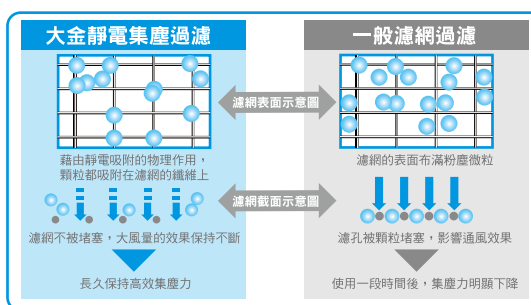 大金靜電集塵過濾
一般濾網過濾
濾網表面示意圖
藉由靜電吸附的物理作用，
顆粒都吸附在濾網的纖維上
濾網的表面布滿粉塵微粒
濾網截面示意圖
濾網不被堵塞，大風量的效果保持不斷
濾孔被顆粒堵塞，影響通風效果
長久保持高效集塵力
使用一段時間後，集塵力明顯下降